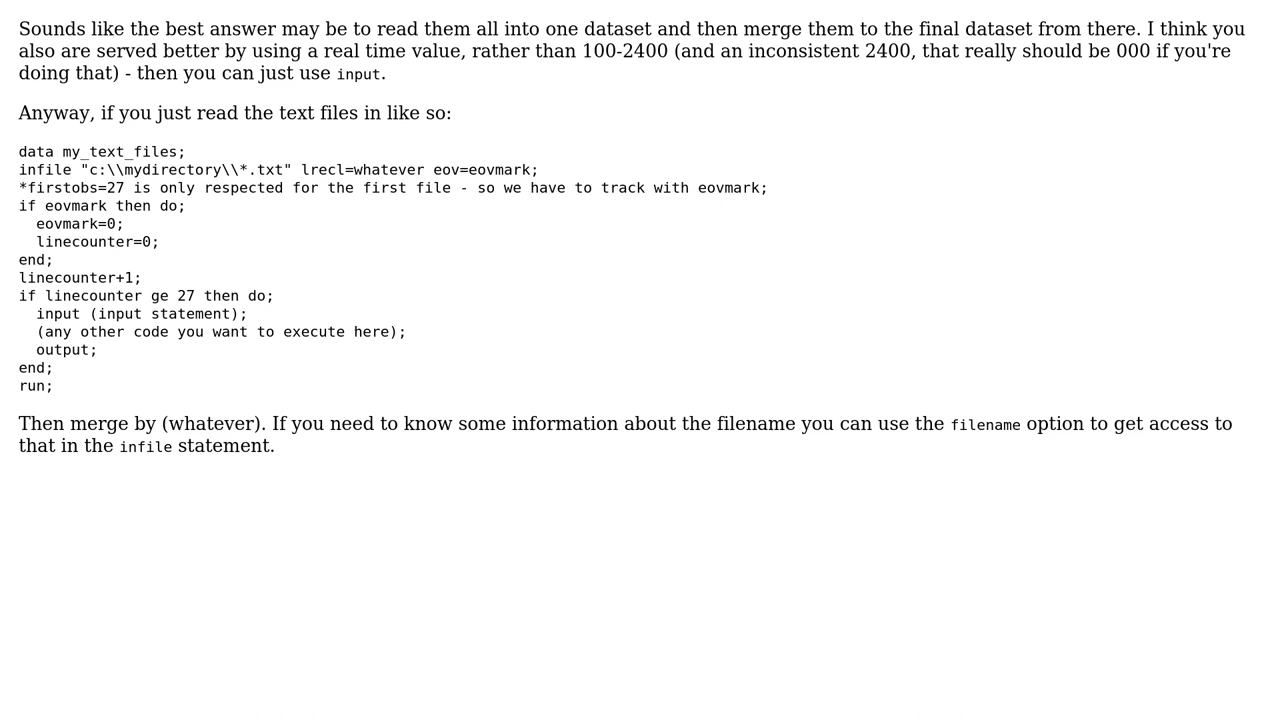 Sounds like the best answer may be to read them all into one dataset and then merge them to the final dataset from there. I think you
also are served better by using a real time value, rather than 100-2400 (and an inconsistent 2400, that really should be 000 if you're
doing that) - then you can just use input.
Anyway, if you just read the text files in like so:
data my_text_files;
infile "c:\\mydirectory\\*.txt" lrecl=whatever eov=eovmark;
*firstobs=27 is only respected for the first file - so we have to track with eovmark;
if eovmark then do;
  eovmark=0;
  linecounter=0;
end;
linecounter+1;
if linecounter ge 27 then do;
  input (input statement);
  (any other code you want to execute here);
  output;
end;
run;
Then merge by (whatever). If you need to know some information about the filename you can use the filename option to get access to
that in the infile statement.